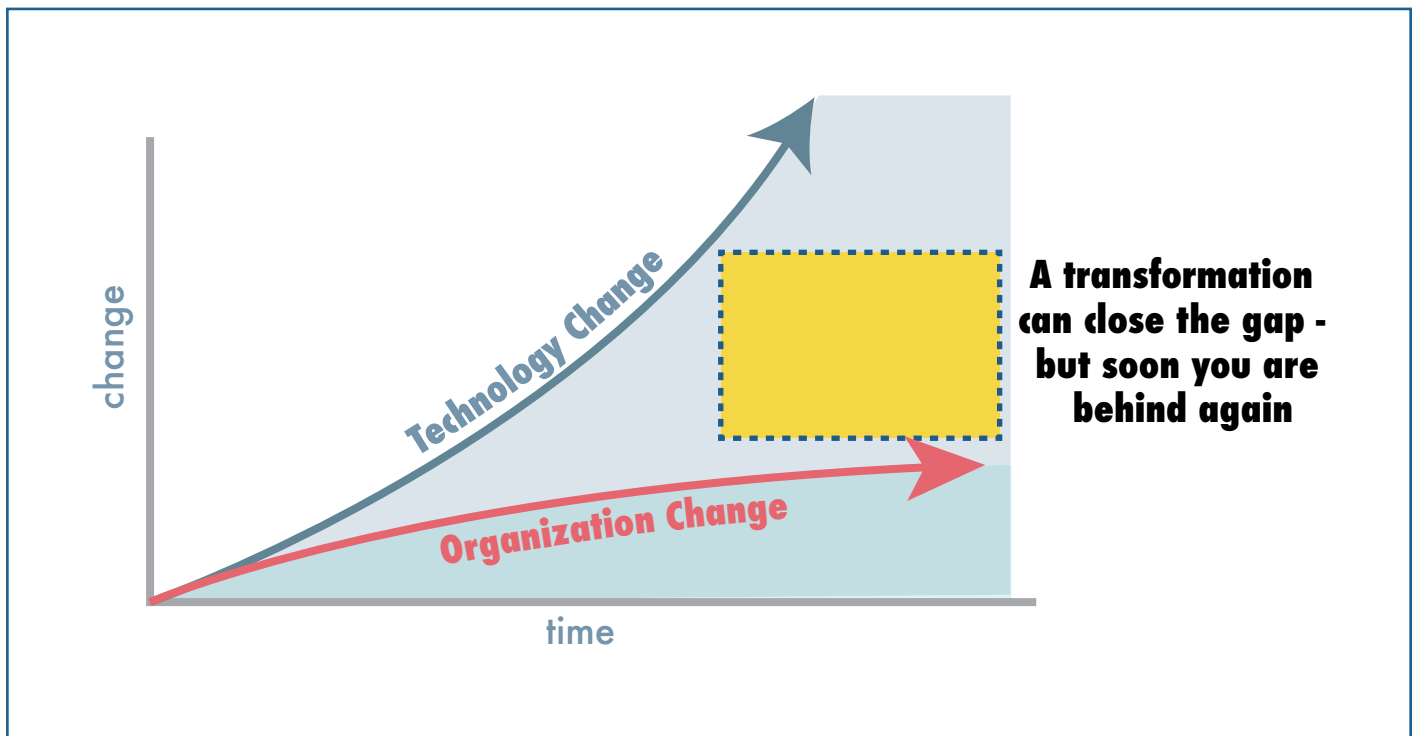 change
Technology Change
Organization Change
time
A transformation
can close the gap -
but soon you are
behind again